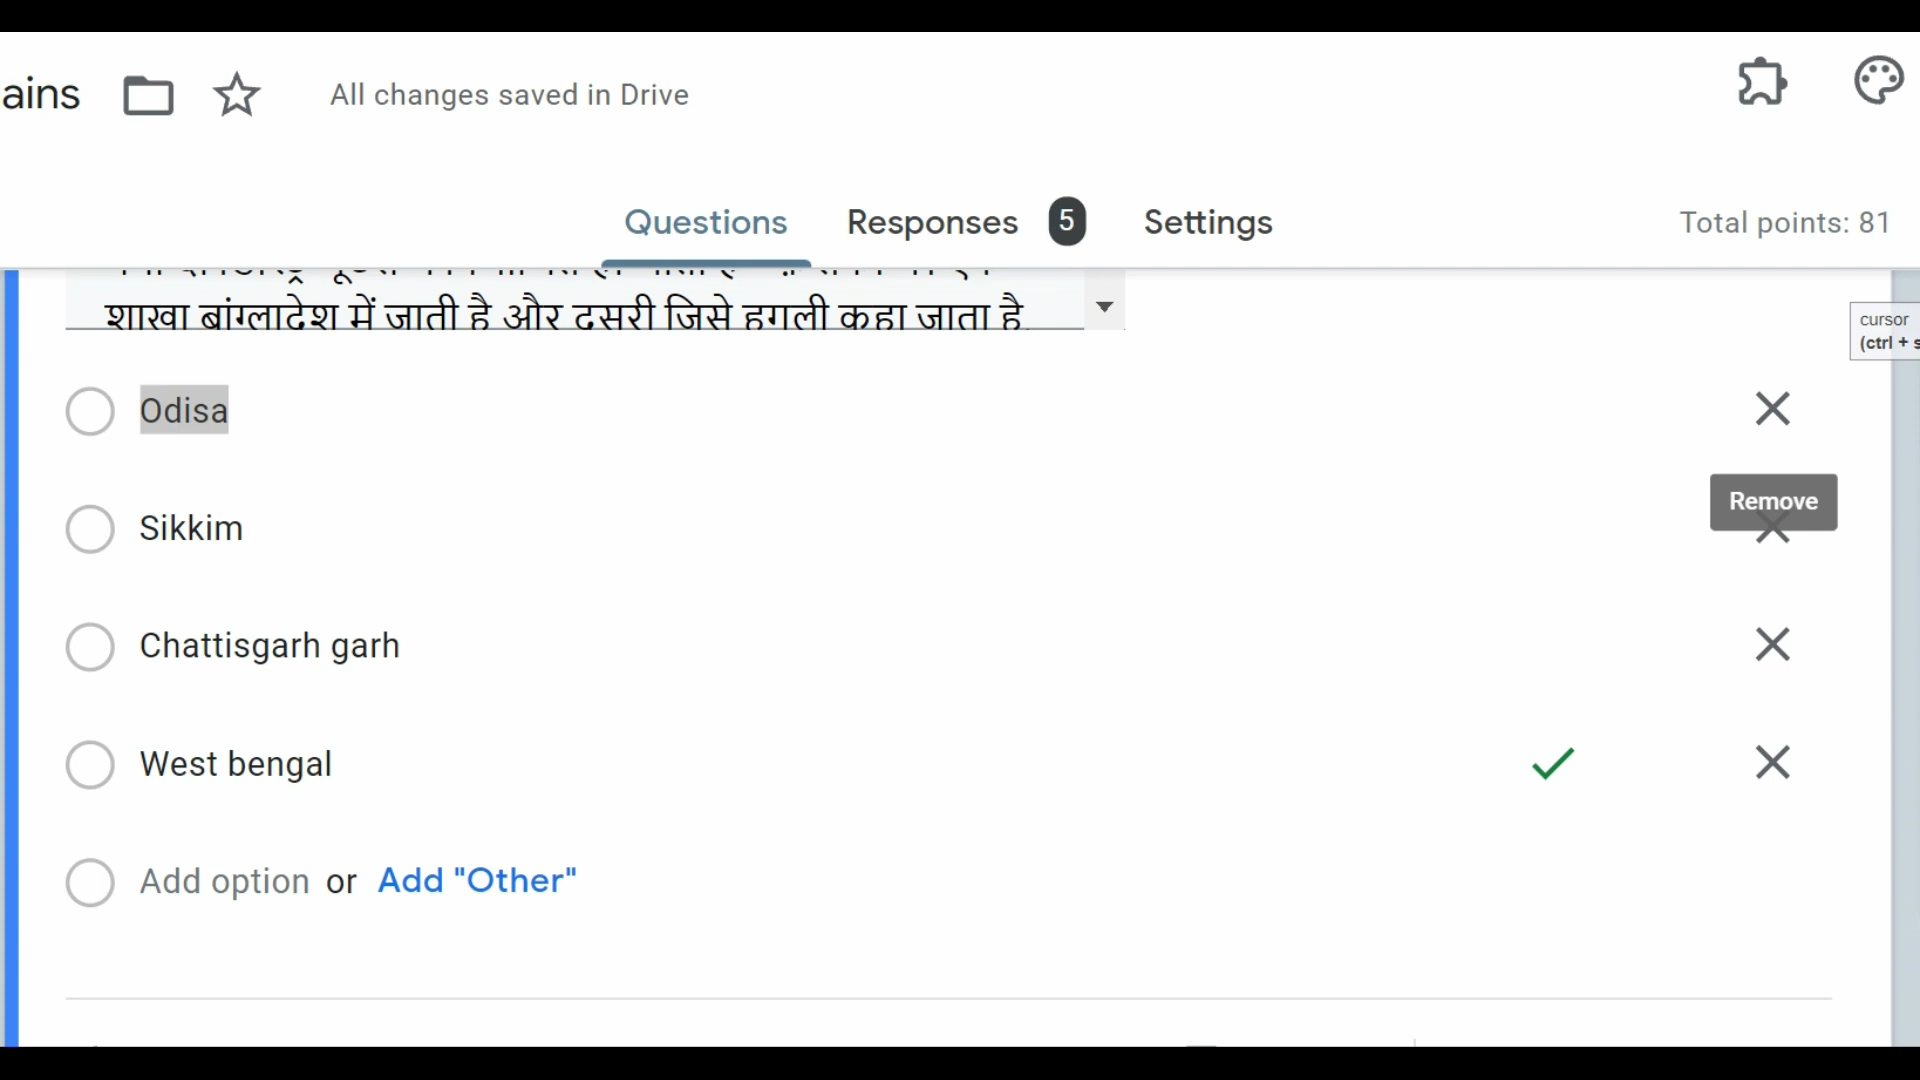 ains All changes saved in Drive
Questions Responses 5 Settings Total points: 81
शाखा बांग्लादेश में जाती है और दूसरी जिसे हुगली कहा जाता है
cursor
(ctrl + s
Odisa
Remove
Sikkim
Chattisgarh garh
West bengal
Add option or Add "Other"